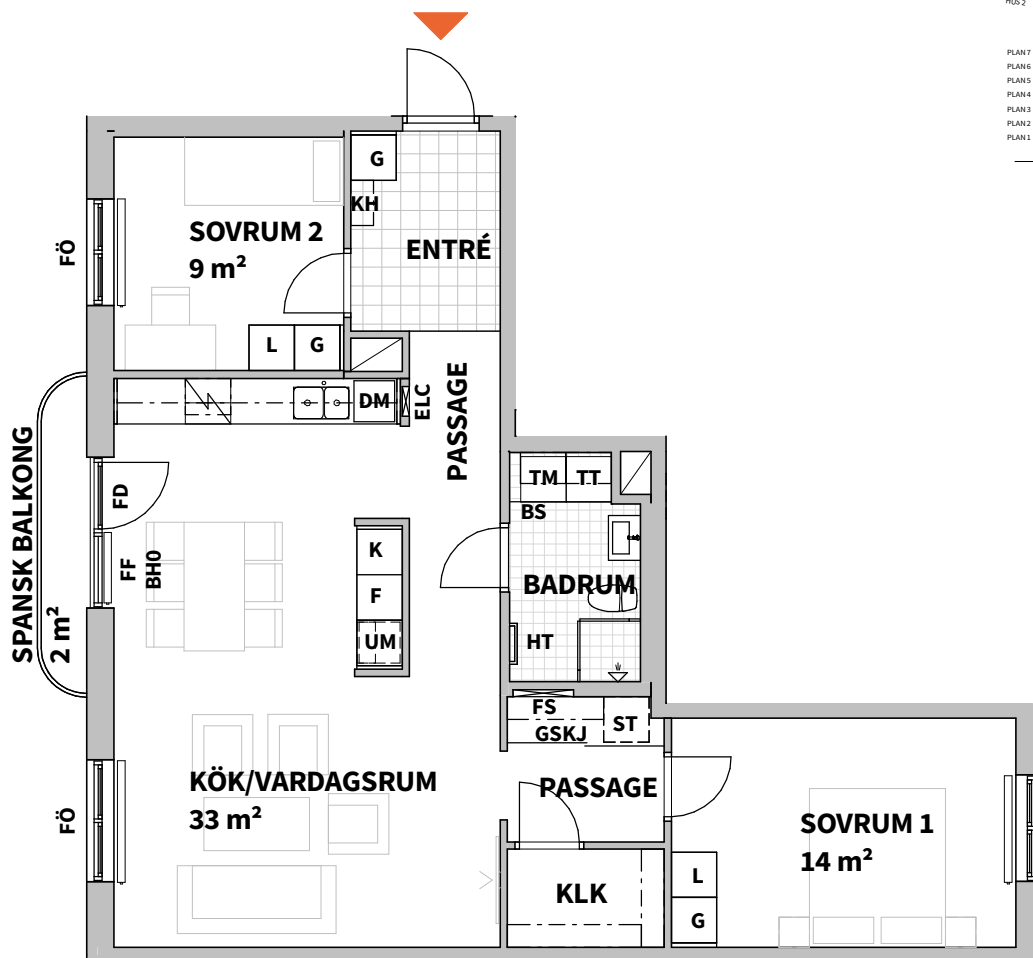 HUS 2
PLAN 7
PLAN 6
PLAN 5
PLAN 4
PLAN 3
PLAN 2
PLAN 1
G
KH
SOVRUM 2
9 m²
ENTRÉ
FÖ
L
G
DM
ELC
PASSAGE
SPANSK BALKONG
2 m²
FD
FF
BH0
TM
TT
BS
K
F
UM
BADRUM
HT
FS
GSKJ
ST
KÖK/VARDAGSRUM
33 m²
FÖ
PASSAGE
SOVRUM 1
14 m²
KLK
L
G